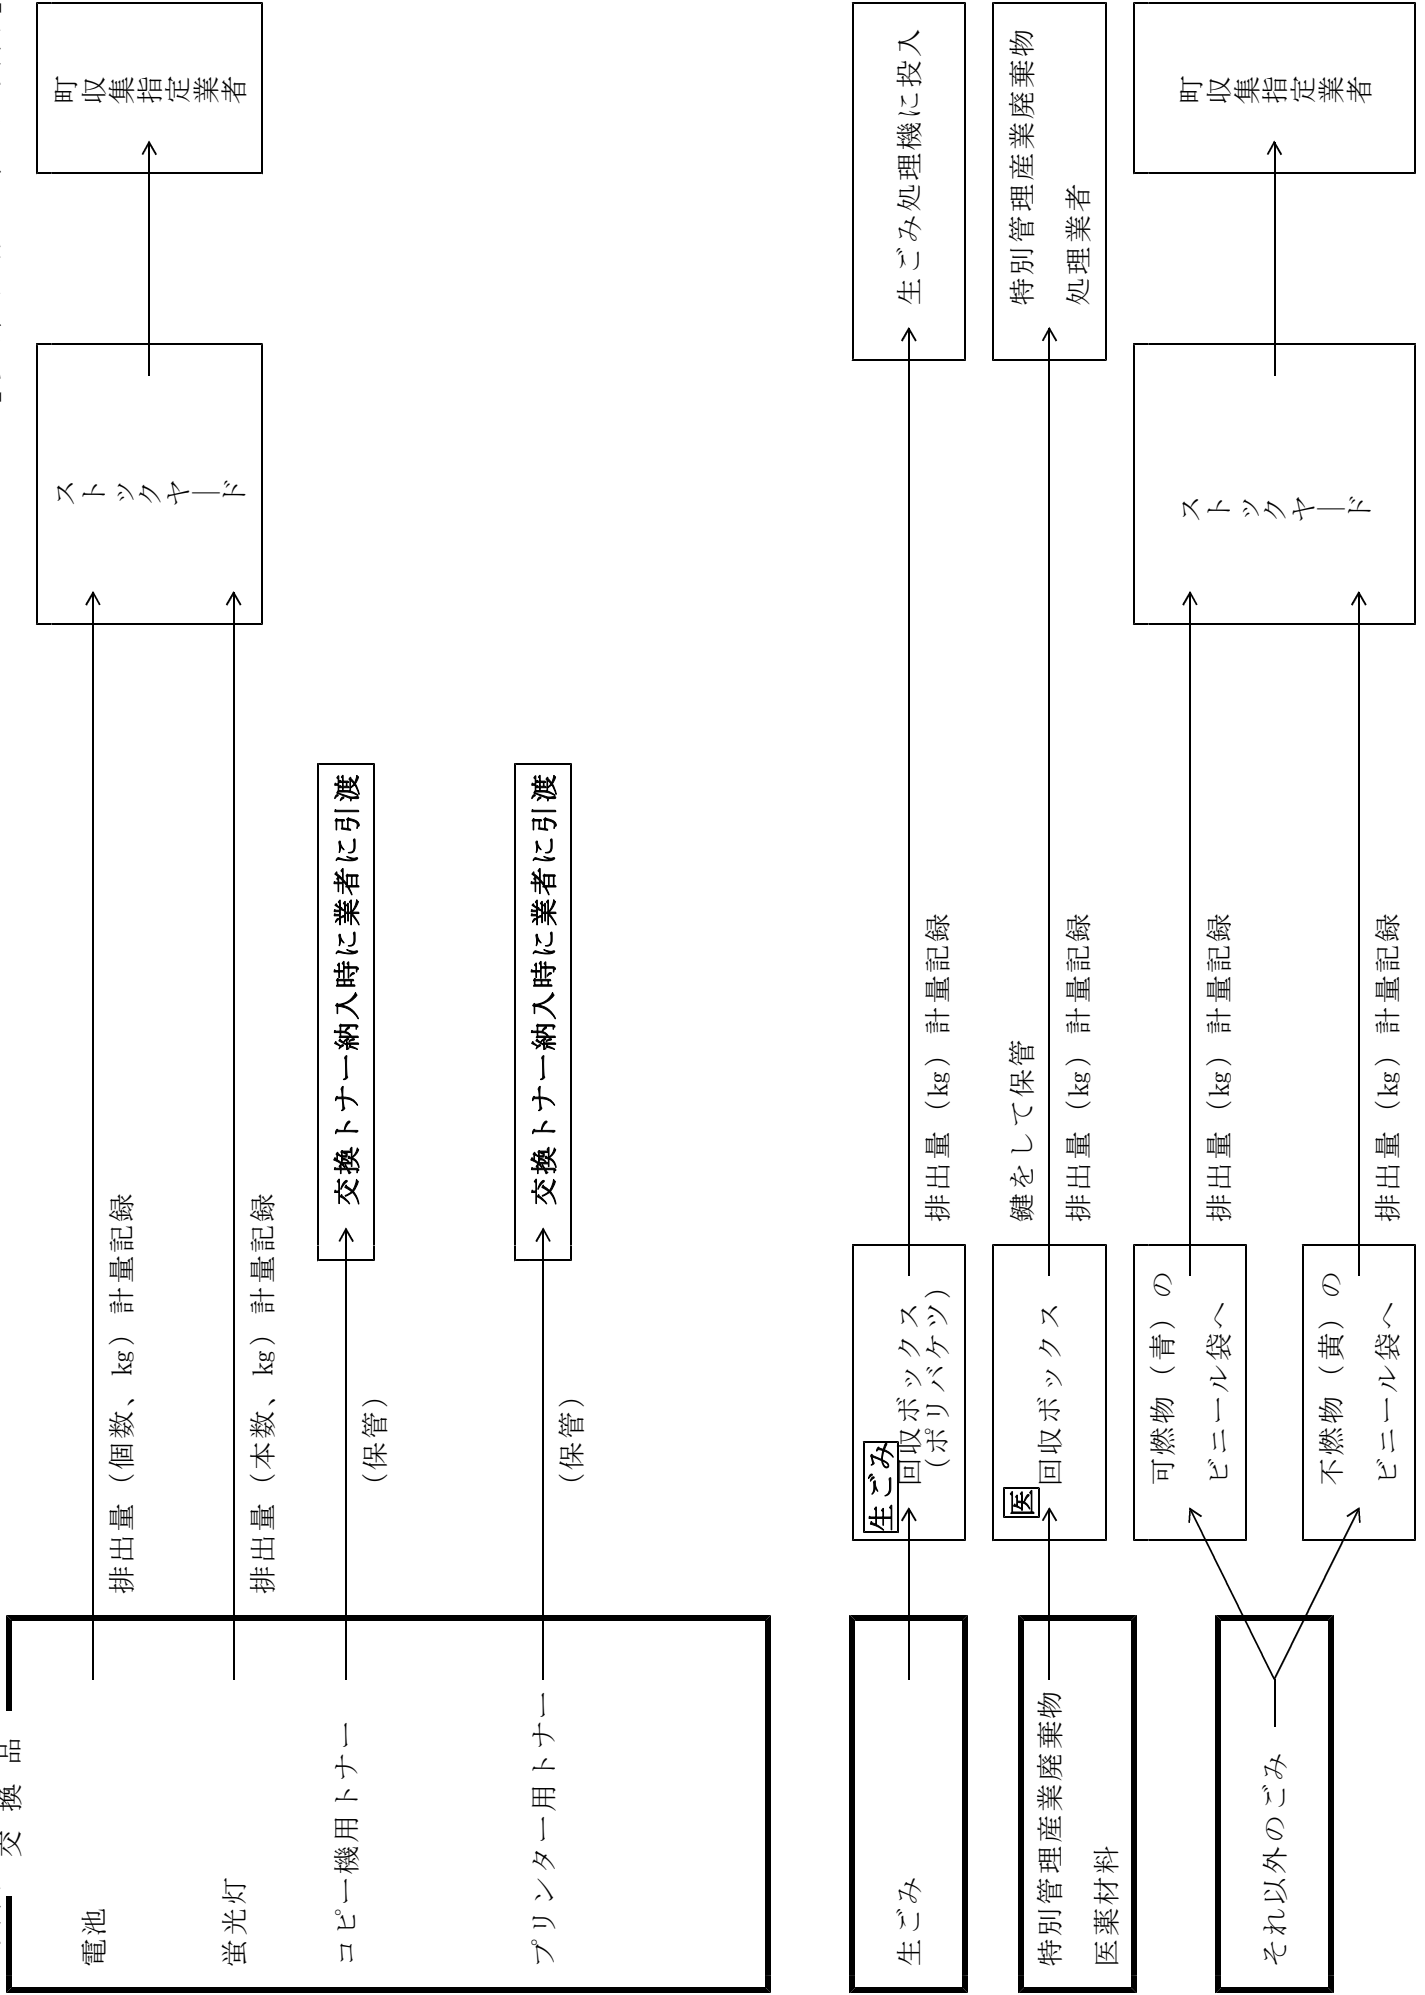 交換品
電池
排出量（個数、kg）計量記録
ストックヤード
町収集指定業者
蛍光灯
排出量（本数、kg）計量記録
コピー機用トナー
（保管）
交換トナー納入時に業者に引渡
プリンター用トナー
（保管）
交換トナー納入時に業者に引渡
生ごみ
生ごみ
回収ボックス
（ポリバケツ）
排出量（kg）計量記録
生ごみ処理機に投入
特別管理産業廃棄物
医薬材料
医
回収ボックス
鍵をして保管
排出量（kg）計量記録
特別管理産業廃棄物
処理業者
それ以外のごみ
可燃物（青）の
ビニール袋へ
排出量（kg）計量記録
不燃物（黄）の
ビニール袋へ
排出量（kg）計量記録
ストックヤード
町収集指定業者